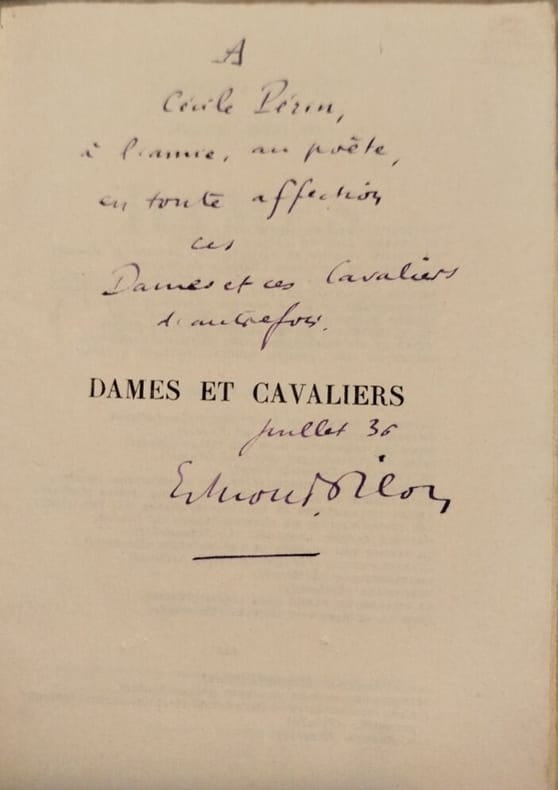 A
Cécile Périn,
à l'amie, au poète,
en toute affection
ces
Dames et ces Cavaliers
d'autrefois.
DAMES ET CAVALIERS
Juillet 36
Edmond Pilon